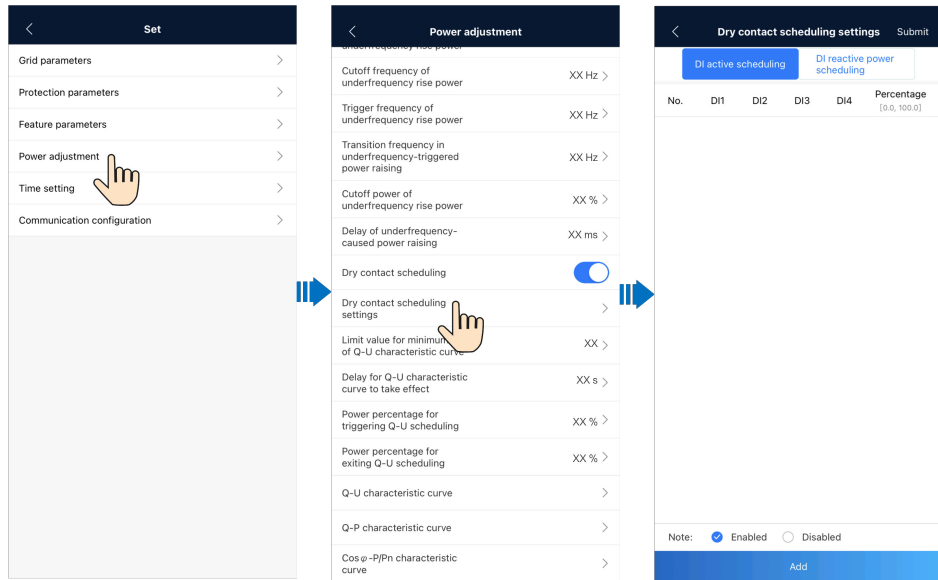 Set
Grid parameters
Protection parameters
Feature parameters
Power adjustment
Time setting
Communication configuration
Power adjustment
underfrequency rise power
Cutoff frequency of
underfrequency rise power
XX Hz
Trigger frequency of
underfrequency rise power
XX Hz
Transition frequency in
underfrequency-triggered
power raising
XX Hz
Cutoff power of
underfrequency rise power
XX %
Delay of underfrequency-
caused power raising
XX ms
Dry contact scheduling
Dry contact scheduling
settings
Limit value for minimum
of Q-U characteristic curve
XX
Delay for Q-U characteristic
curve to take effect
XX s
Power percentage for
triggering Q-U scheduling
XX %
Power percentage for
exiting Q-U scheduling
XX %
Q-U characteristic curve
Q-P characteristic curve
Cosφ-P/Pn characteristic
curve
Dry contact scheduling settings Submit
DI active scheduling
DI reactive power
scheduling
No. DI1 DI2 DI3 DI4 Percentage
[0.0, 100.0]
Note: Enabled Disabled
Add